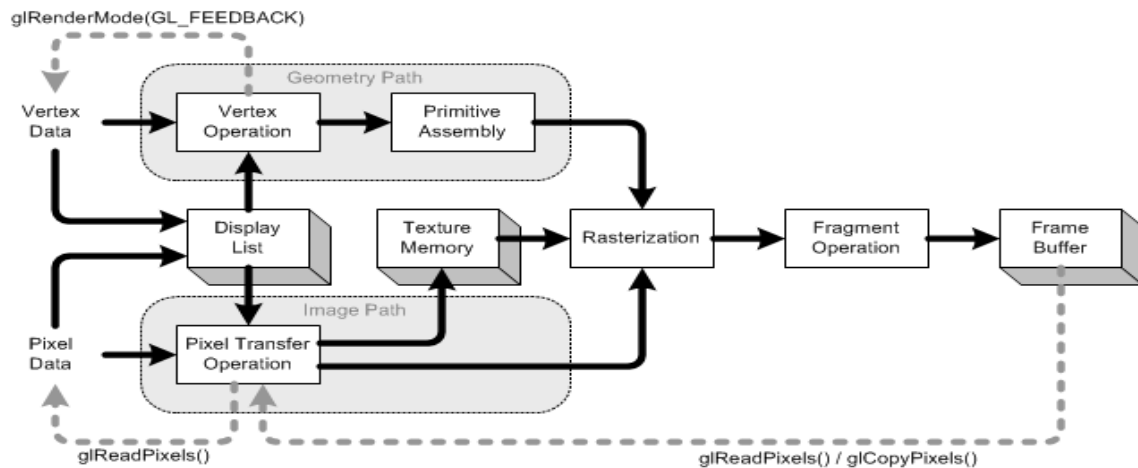 glRenderMode(GL_FEEDBACK)
Geometry Path
Vertex
Data
Vertex
Operation
Primitive
Assembly
Display
List
Texture
Memory
Rasterization
Fragment
Operation
Frame
Buffer
Image Path
Pixel
Data
Pixel Transfer
Operation
glReadPixels()
glReadPixels() / glCopyPixels()